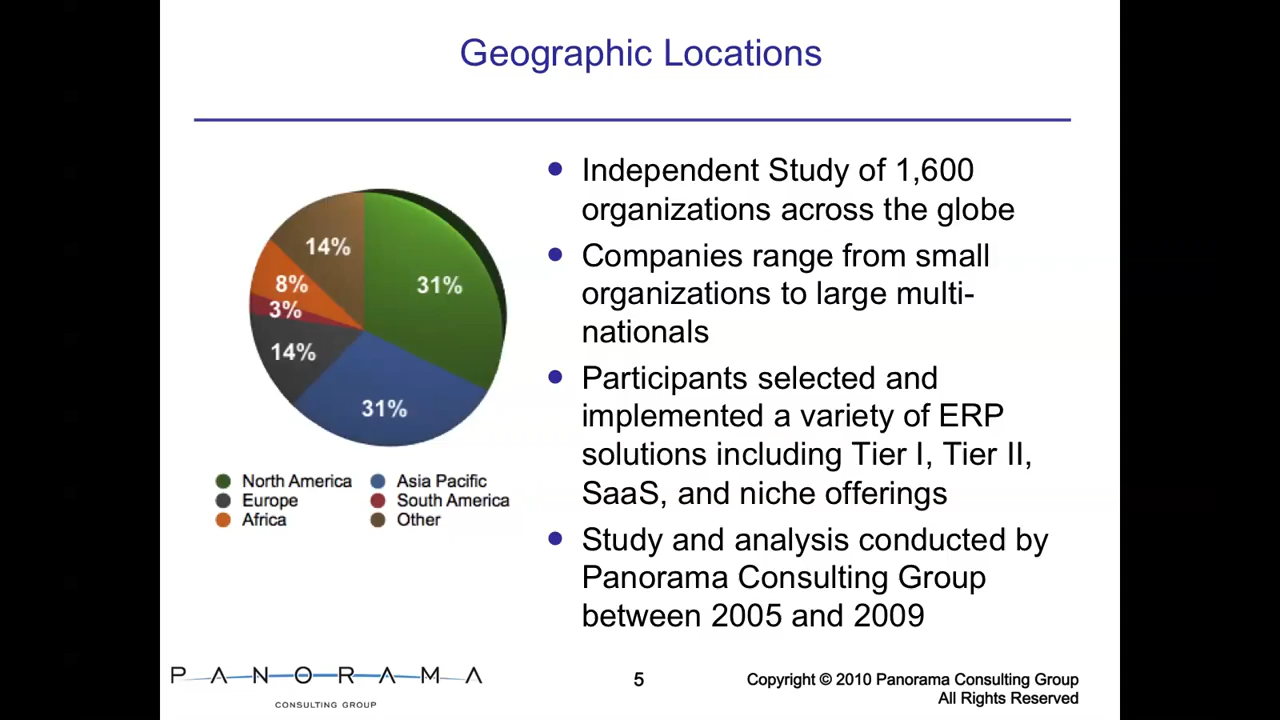 Geographic Locations
Independent Study of 1,600
organizations across the globe
Companies range from small
organizations to large multi-
nationals
Participants selected and
implemented a variety of ERP
solutions including Tier I, Tier II,
SaaS, and niche offerings
Study and analysis conducted by
Panorama Consulting Group
between 2005 and 2009
14%
31%
8%
3%
14%
31%
North America
Asia Pacific
Europe
South America
Africa
Other
PANORAMA
CONSULTING GROUP
5
Copyright © 2010 Panorama Consulting Group
All Rights Reserved